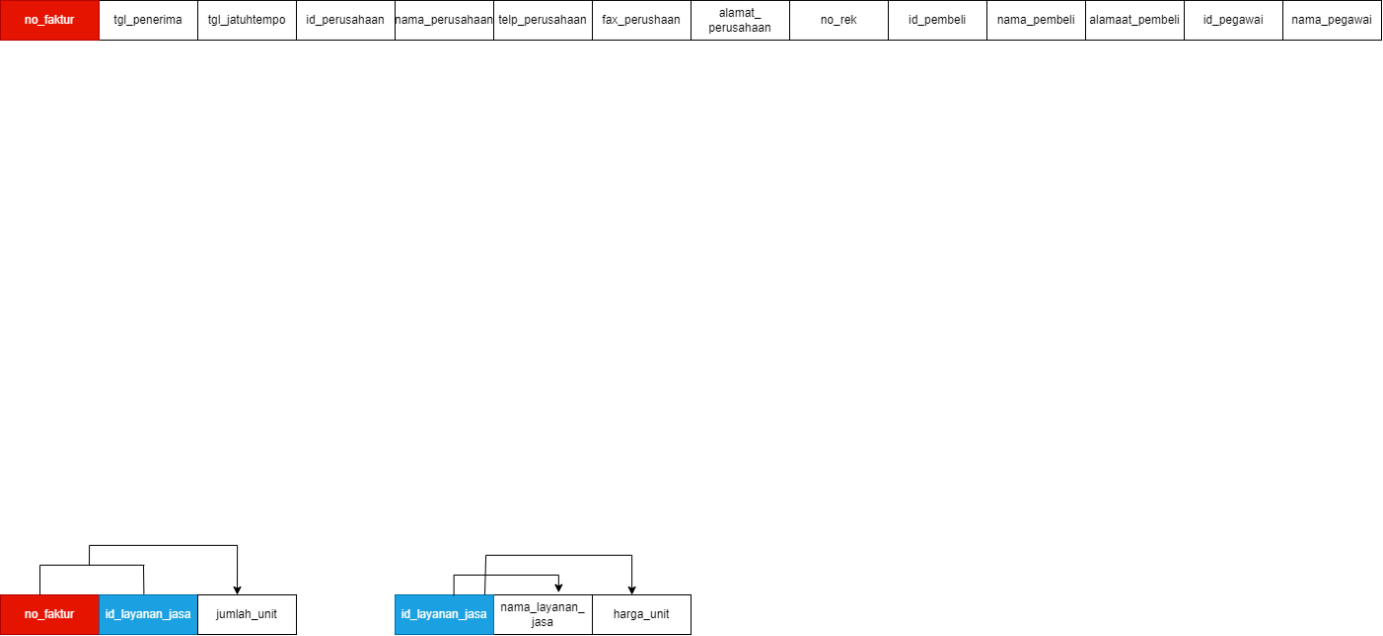 no_faktur
tgl_penerima
tgl_jatuhtempo
id_perusahaan
nama_perusahaan
telp_perusahaan
fax_perushaan
alamat_
perusahaan
no_rek
id_pembeli
nama_pembeli
alamaat_pembeli
id_pegawai
nama_pegawai
no_faktur
id_layanan_jasa
jumlah_unit
id_layanan_jasa
nama_layanan_
jasa
harga_unit